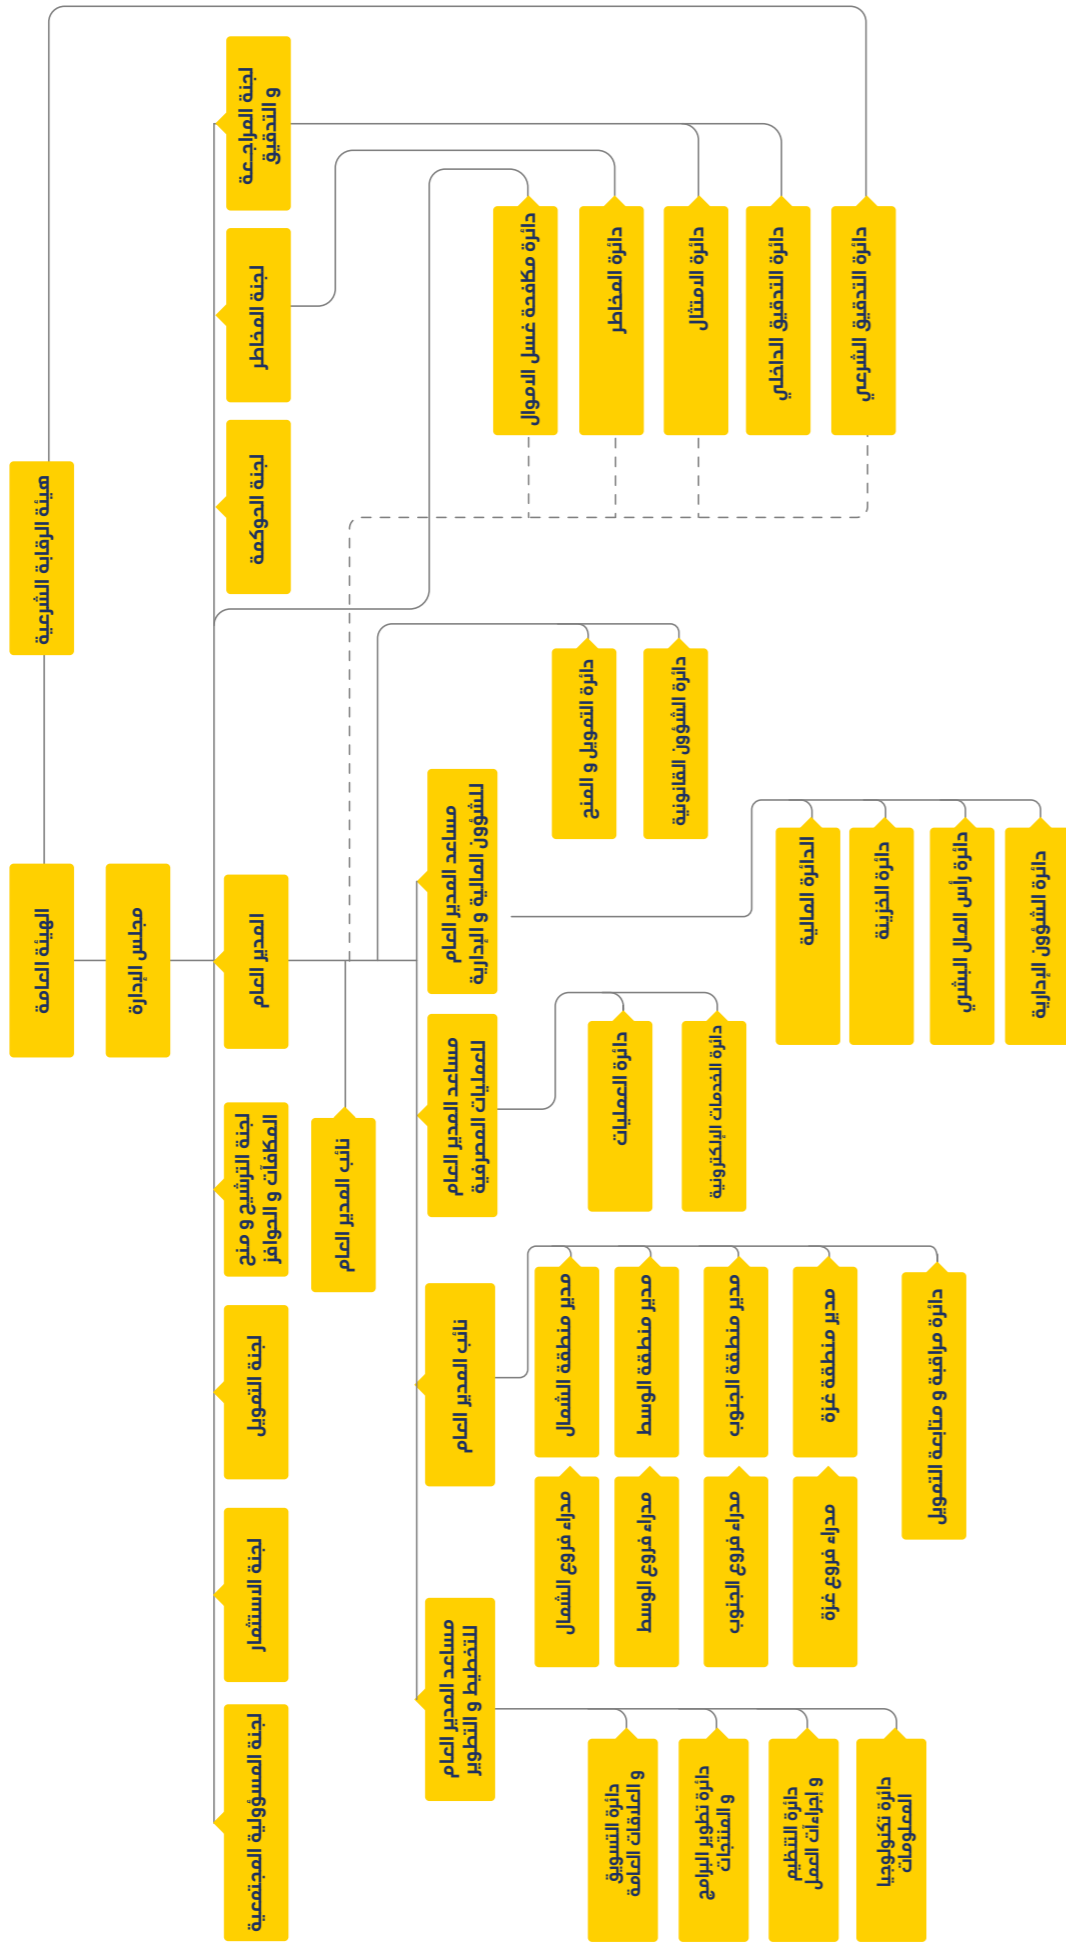 هيئة الرقابة الشرعية
الهيئة العامة
مجلس الإدارة
لجنة المراجعة
و التدقيق
لجنة المخاطر
لجنة الحوكمة
المدير العام
لجنة الترشيح و منح
المكافآت و الحوافز
لجنة التمويل
لجنة الاستثمار
لجنة المسؤولية المجتمعية
نائب المدير العام
مساعد المدير العام
للشؤون المالية و الإدارية
مساعد المدير العام
للعمليات المصرفية
نائب المدير العام
مساعد المدير العام
للتخطيط و التطوير
دائرة مكافحة غسل الاموال
دائرة المخاطر
دائرة الامتثال
دائرة التدقيق الداخلي
دائرة التدقيق الشرعي
دائرة التمويل و المنح
دائرة الشؤون القانونية
الدائرة المالية
دائرة الخزينة
دائرة رأس المال البشري
دائرة الشؤون الإدارية
دائرة العمليات
دائرة الخدمات الإلكترونية
مدير منطقة الشمال
مدراء فروع الشمال
مدير منطقة الوسط
مدراء فروع الوسط
مدير منطقة الجنوب
مدراء فروع الجنوب
مدير منطقة غزة
مدراء فروع غزة
دائرة مراقبة و متابعة التمويل
دائرة التسويق
و العلاقات العامة
دائرة تطوير البرامج
و المنتجات
دائرة التنظيم
و إجراءآت العمل
دائرة تكنولوجيا
المعلومات